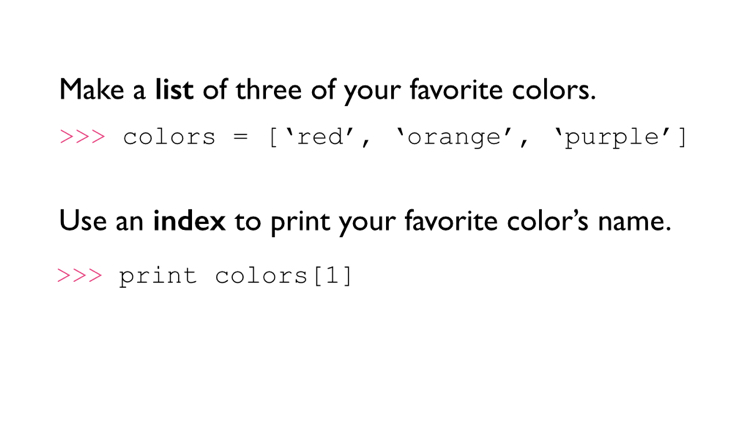 Make a list of three of your favorite colors.
>>> colors = [‘red’, ‘orange’, ‘purple’]
Use an index to print your favorite color’s name.
>>> print colors[1]